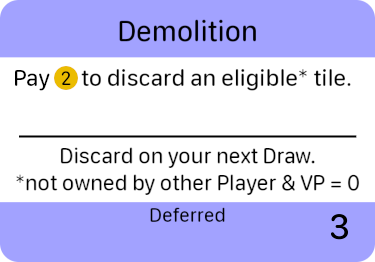 Demolition
Pay 2 to discard an eligible* tile.
Discard on your next Draw.
*not owned by other Player & VP = 0
Deferred
3